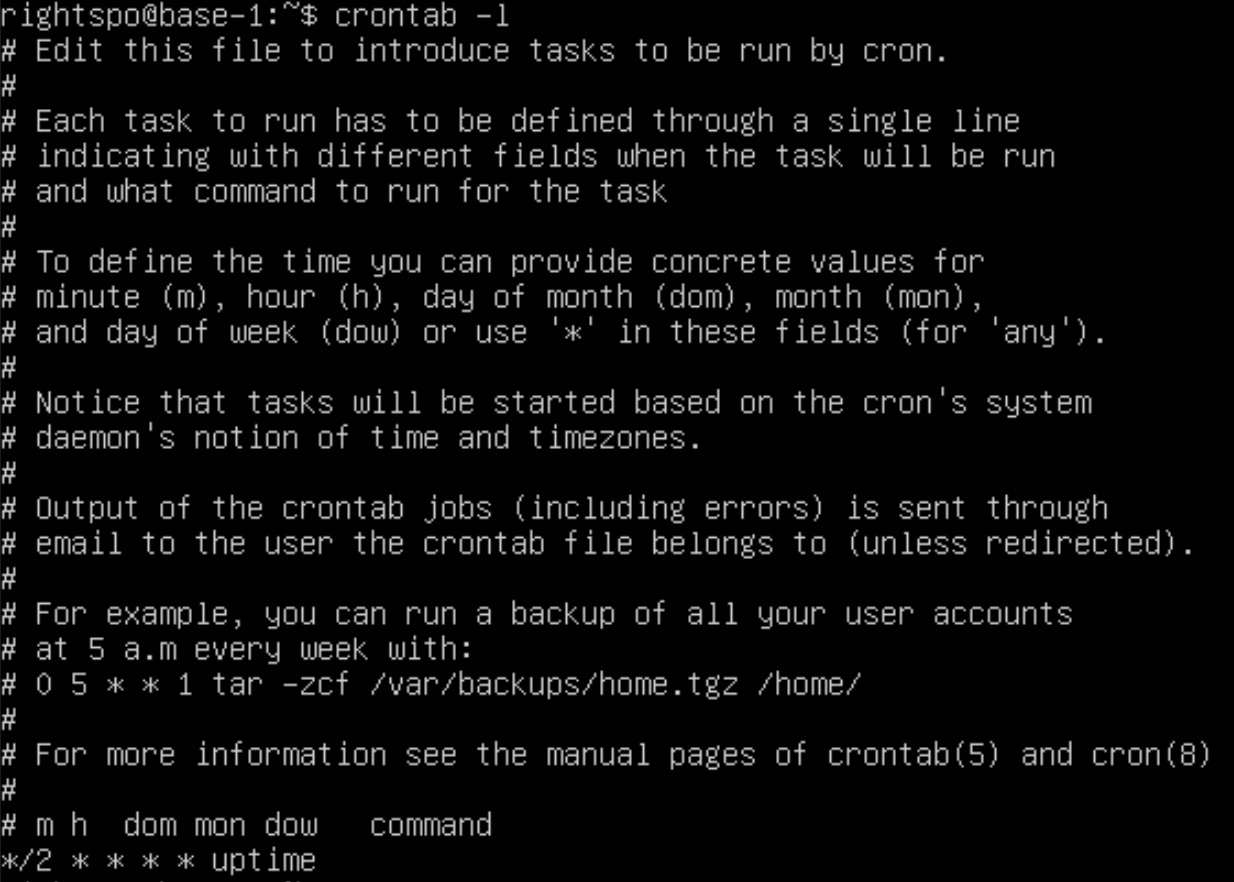 rightspo@base-1:~$ crontab -l
# Edit this file to introduce tasks to be run by cron.
#
# Each task to run has to be defined through a single line
# indicating with different fields when the task will be run
# and what command to run for the task
#
# To define the time you can provide concrete values for
# minute (m), hour (h), day of month (dom), month (mon),
# and day of week (dow) or use '*' in these fields (for 'any').
#
# Notice that tasks will be started based on the cron's system
# daemon's notion of time and timezones.
#
# Output of the crontab jobs (including errors) is sent through
# email to the user the crontab file belongs to (unless redirected).
#
# For example, you can run a backup of all your user accounts
# at 5 a.m every week with:
# 0 5 * * 1 tar -zcf /var/backups/home.tgz /home/
#
# For more information see the manual pages of crontab(5) and cron(8)
#
# m h  dom mon dow   command
*/2 * * * * uptime